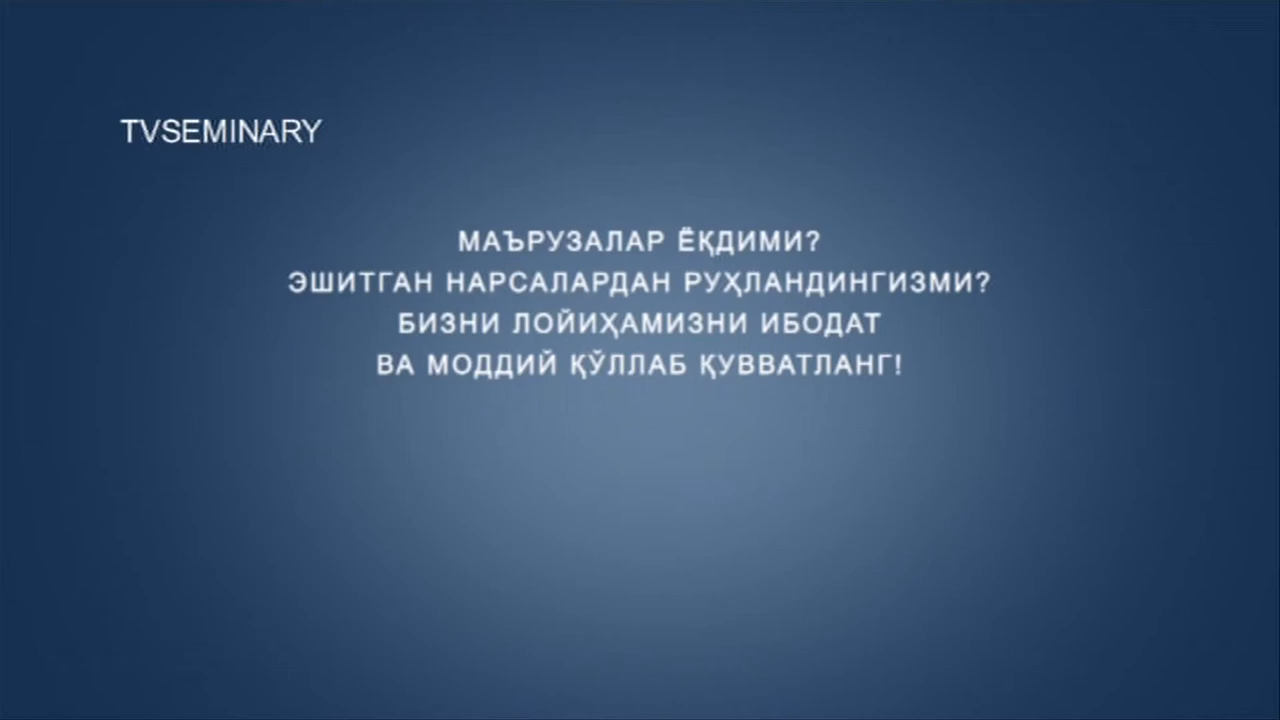 TVSEMINARY
МАЪРУЗАЛАР ЁҚДИМИ?
ЭШИТГАН НАРСАЛАРДАН РУҲЛАНДИНГИЗМИ?
БИЗНИ ЛОЙИҲАМИЗНИ ИБОДАТ
ВА МОДДИЙ ҚЎЛЛАБ ҚУВВАТЛАНГ!